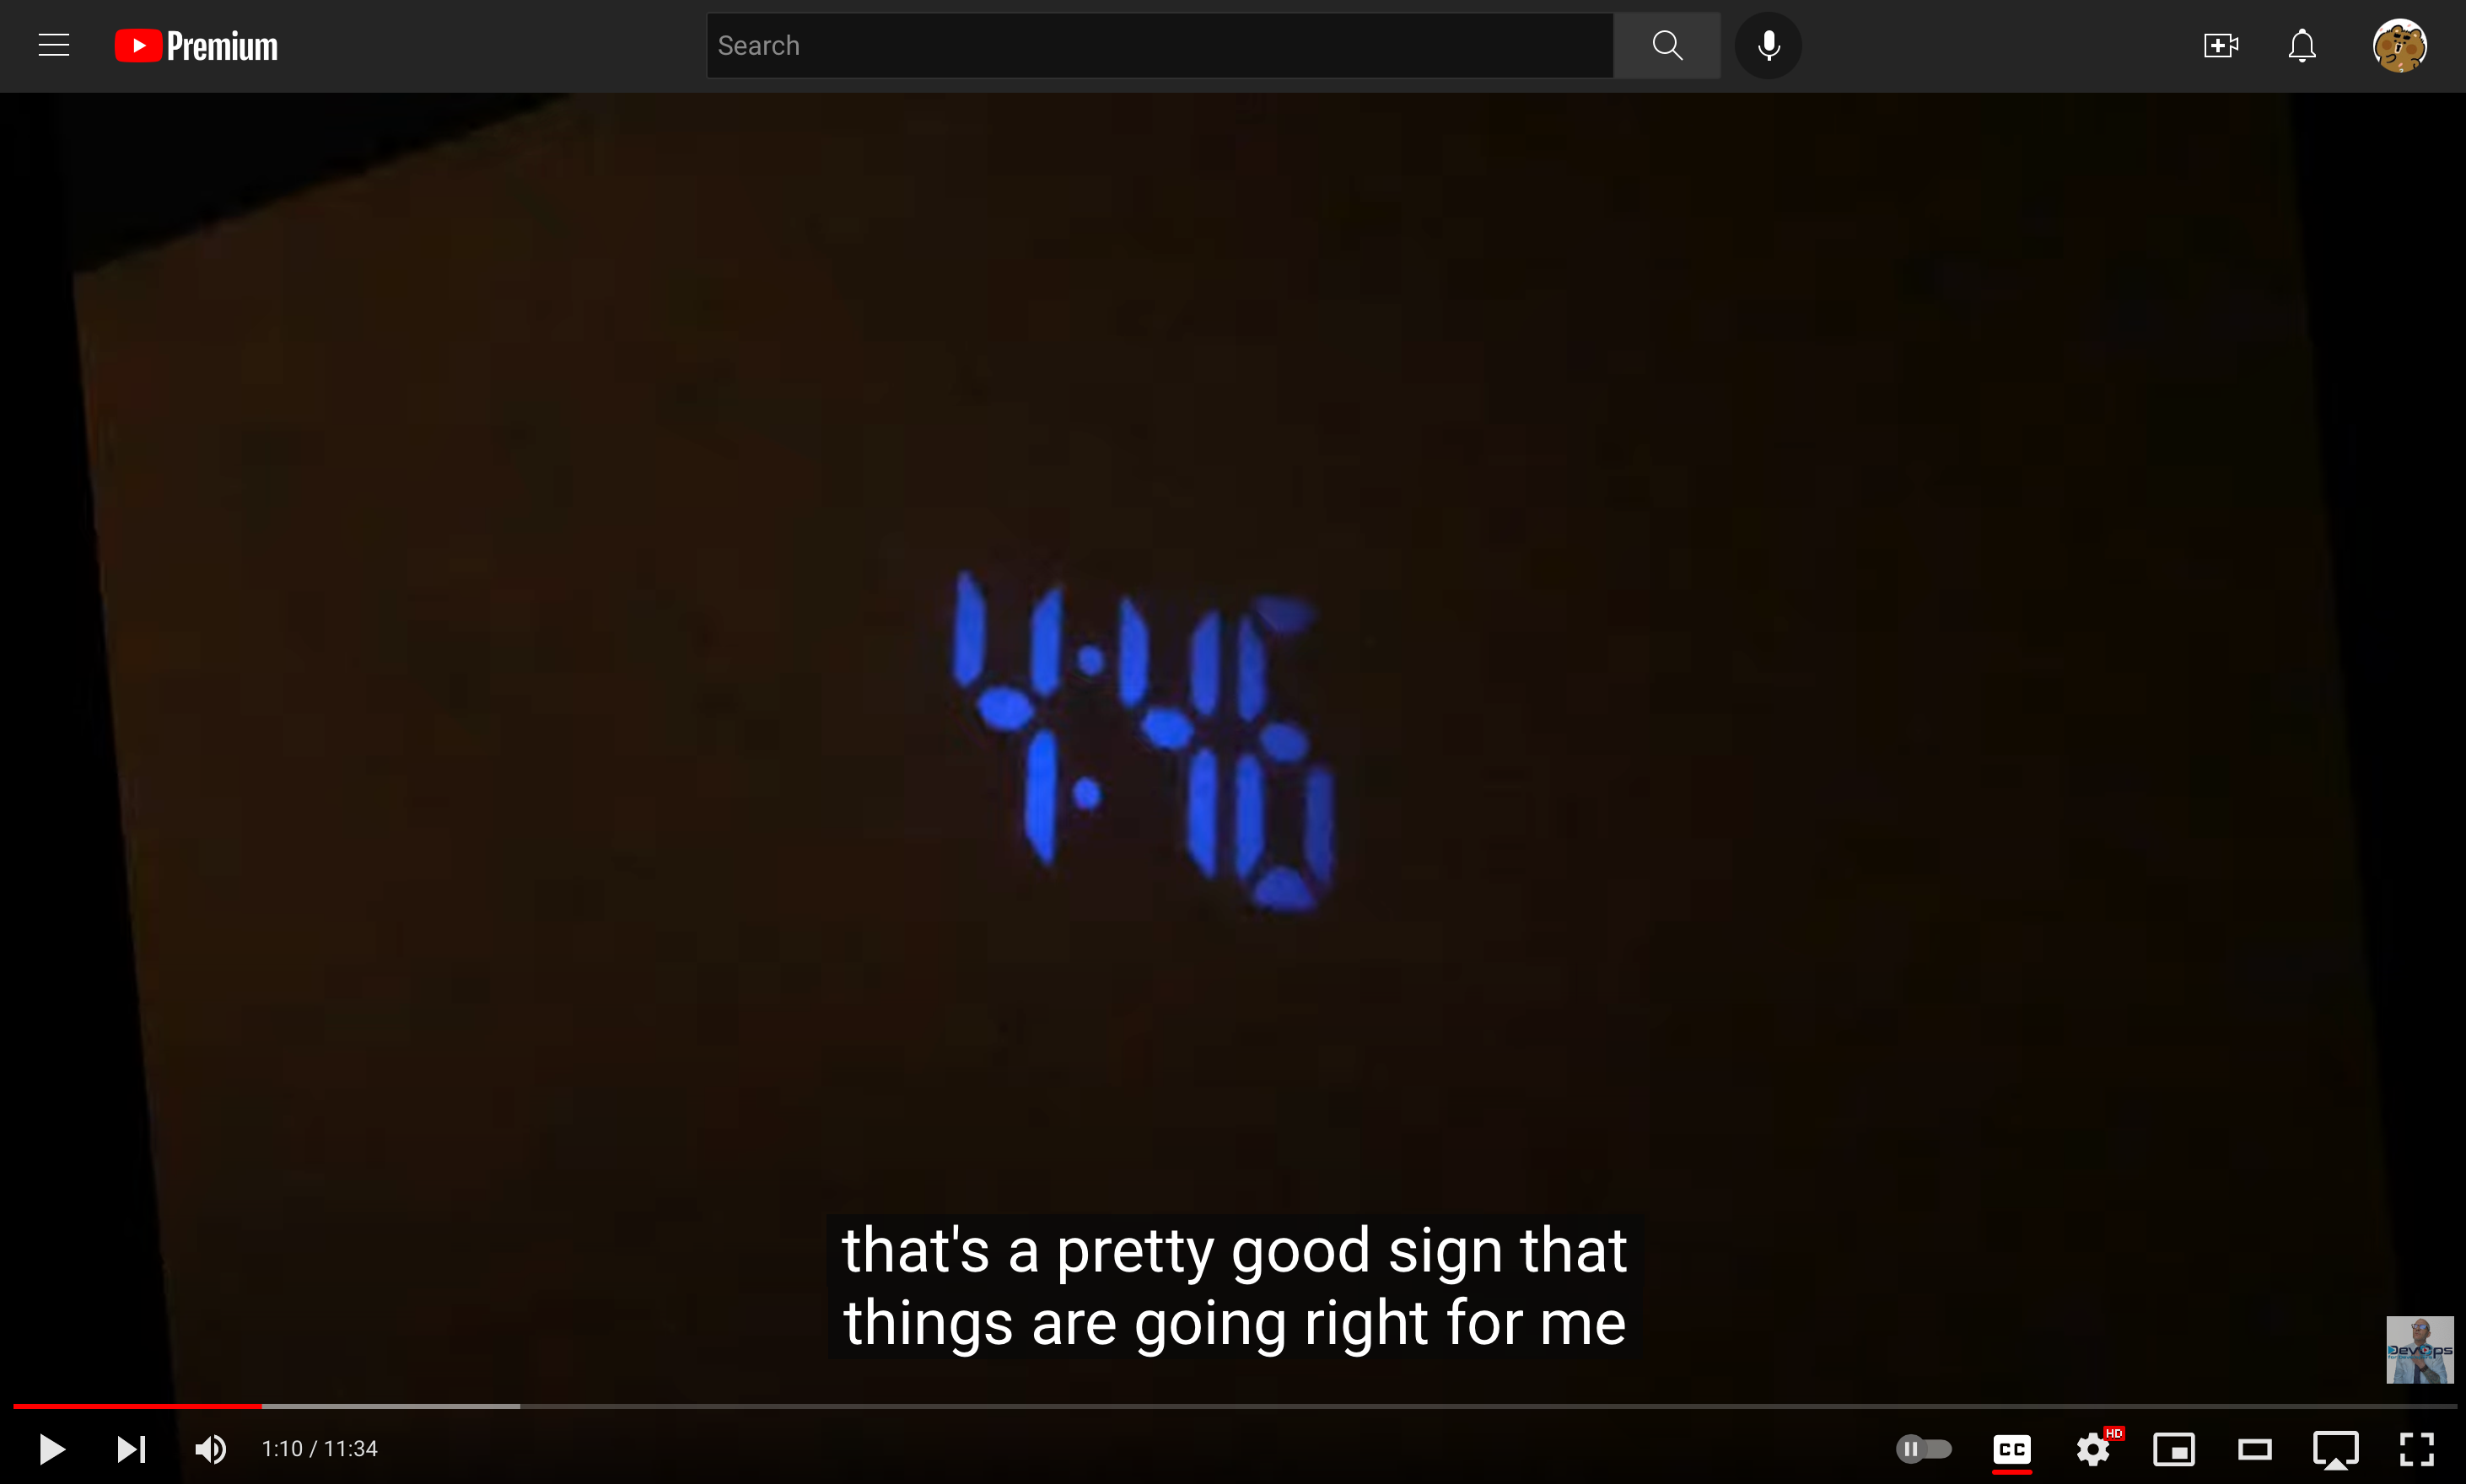 Premium
Search
4:46
that's a pretty good sign that
things are going right for me
DevOps
1:10 / 11:34
CC
HD